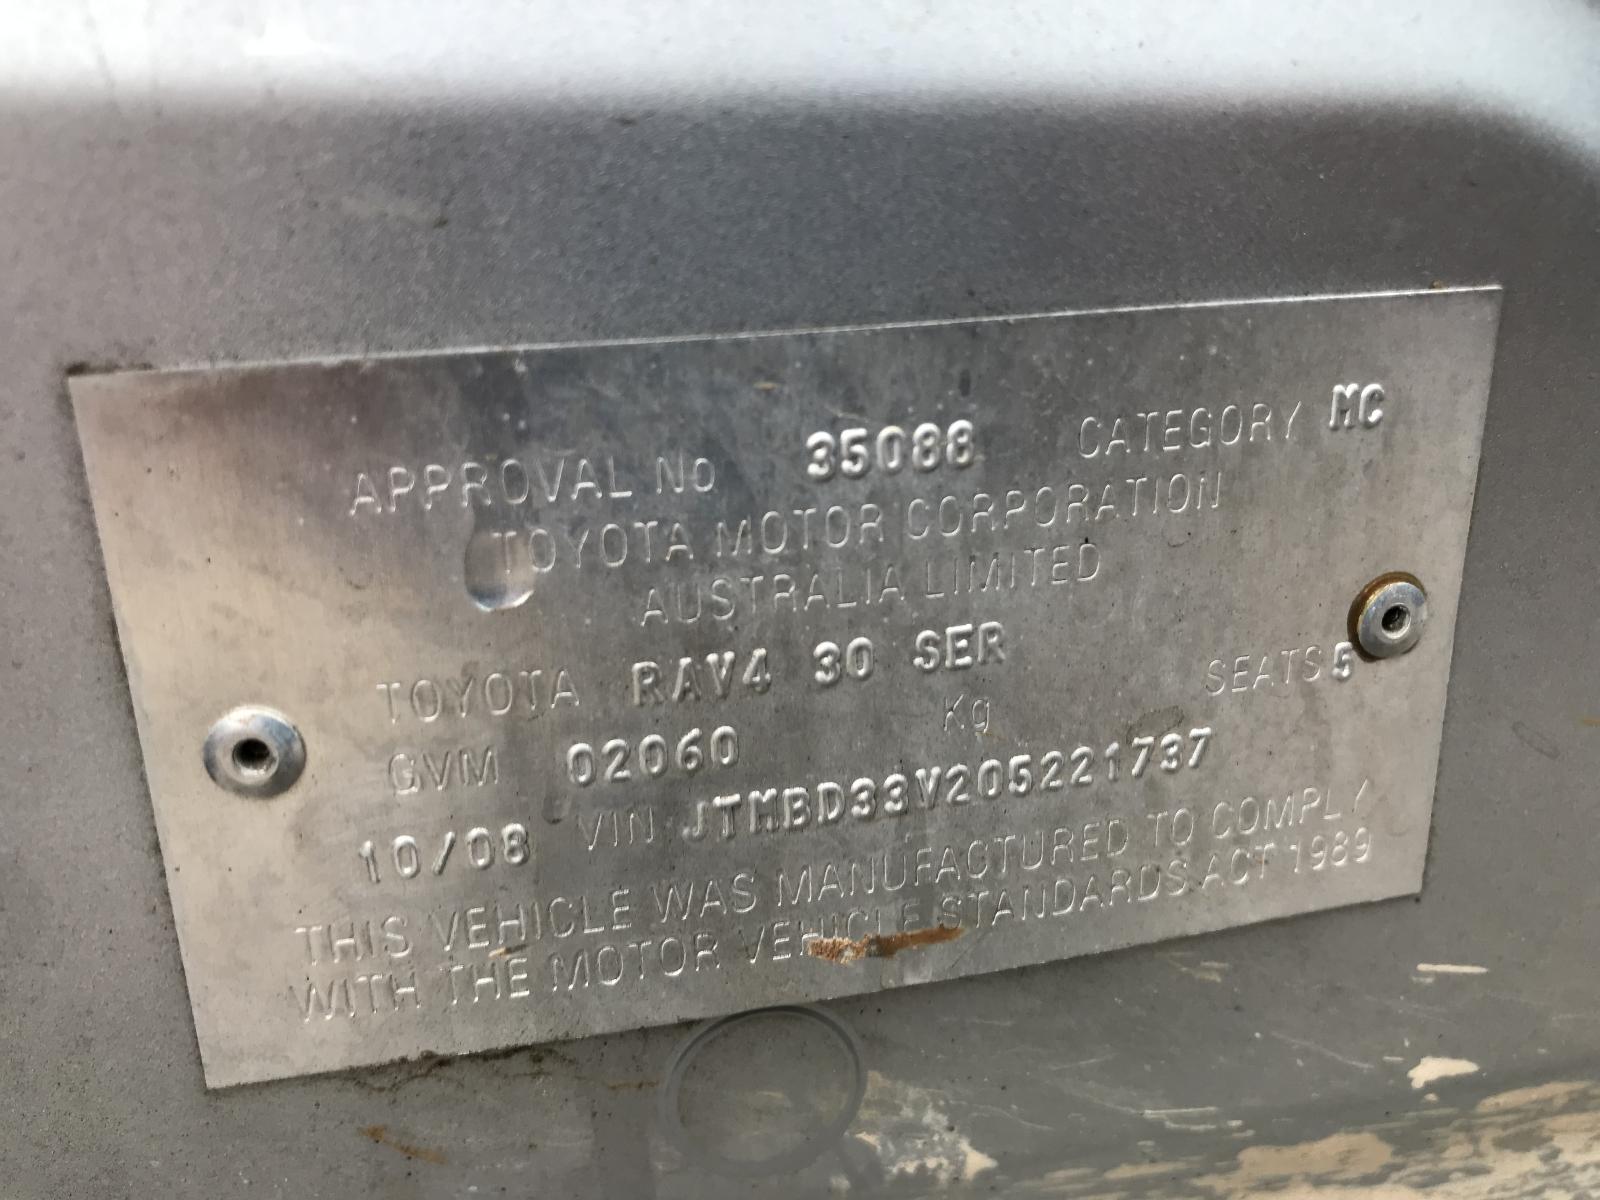 APPROVAL No 35088 CATEGORY MC
TOYOTA MOTOR CORPORATION
AUSTRALIA LIMITED
TOYOTA RAV4 30 SER SEATS 5
GVM 02060 Kg
10/08 VIN JTMBD33V205221737
THIS VEHICLE WAS MANUFACTURED TO COMPLY
WITH THE MOTOR VEHICLE STANDARDS ACT 1989